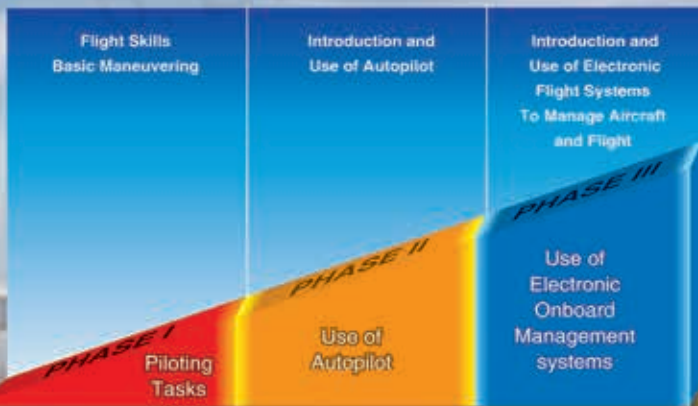 Flight Skills
Basic Maneuvering
Introduction and
Use of Autopilot
Introduction and
Use of Electronic
Flight Systems
To Manage Aircraft
and Flight
PHASE I
Piloting
Tasks
PHASE II
Use of
Autopilot
PHASE III
Use of
Electronic
Onboard
Management
systems